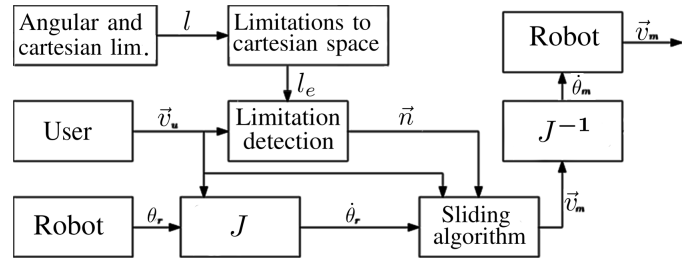 Angular and
cartesian lim.
l
Limitations to
cartesian space
Robot
v⃗ₘ
lₑ
θ̇ₘ
User
v⃗ᵤ
Limitation
detection
n⃗
J⁻¹
Robot
θᵣ
J
θ̇ᵣ
Sliding
algorithm
v⃗ₘ